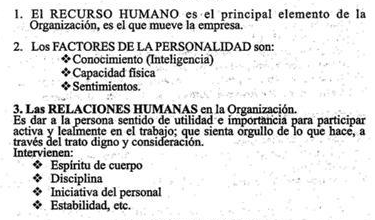 1. El RECURSO HUMANO es el principal elemento de la
Organización, es el que mueve la empresa.
2. Los FACTORES DE LA PERSONALIDAD son:
❖ Conocimiento (Inteligencia)
❖ Capacidad física
❖ Sentimientos.
3. Las RELACIONES HUMANAS en la Organización.
Es dar a la persona sentido de utilidad e importancia para participar
activa y lealmente en el trabajo; que sienta orgullo de lo que hace, a
través del trato digno y consideración.
Intervienen:
❖ Espíritu de cuerpo
❖ Disciplina
❖ Iniciativa del personal
❖ Estabilidad, etc.